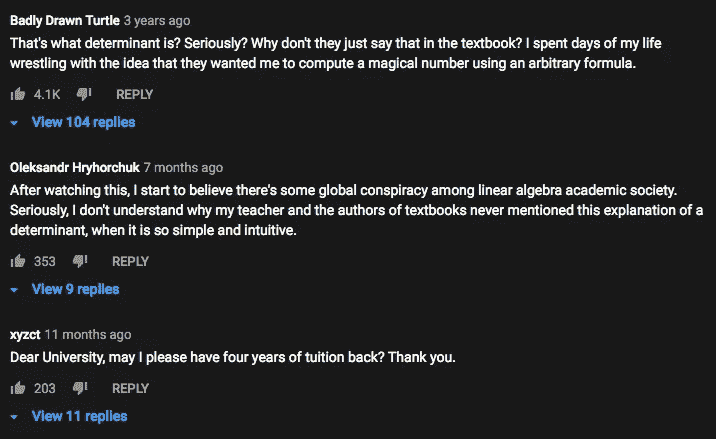 Badly Drawn Turtle 3 years ago
That's what determinant is? Seriously? Why don't they just say that in the textbook? I spent days of my life
wrestling with the idea that they wanted me to compute a magical number using an arbitrary formula.
4.1K REPLY
View 104 replies
Oleksandr Hryhorchuk 7 months ago
After watching this, I start to believe there's some global conspiracy among linear algebra academic society.
Seriously, I don't understand why my teacher and the authors of textbooks never mentioned this explanation of a
determinant, when it is so simple and intuitive.
353 REPLY
View 9 replies
xyzct 11 months ago
Dear University, may I please have four years of tuition back? Thank you.
203 REPLY
View 11 replies